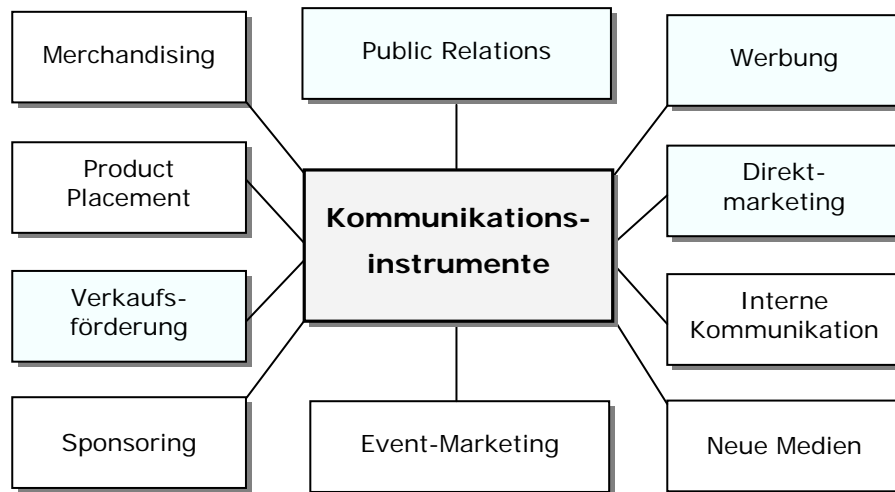 Merchandising
Public Relations
Werbung
Product
Placement
Direkt-
marketing
Kommunikations-
instrumente
Verkaufs-
förderung
Interne
Kommunikation
Sponsoring
Event-Marketing
Neue Medien